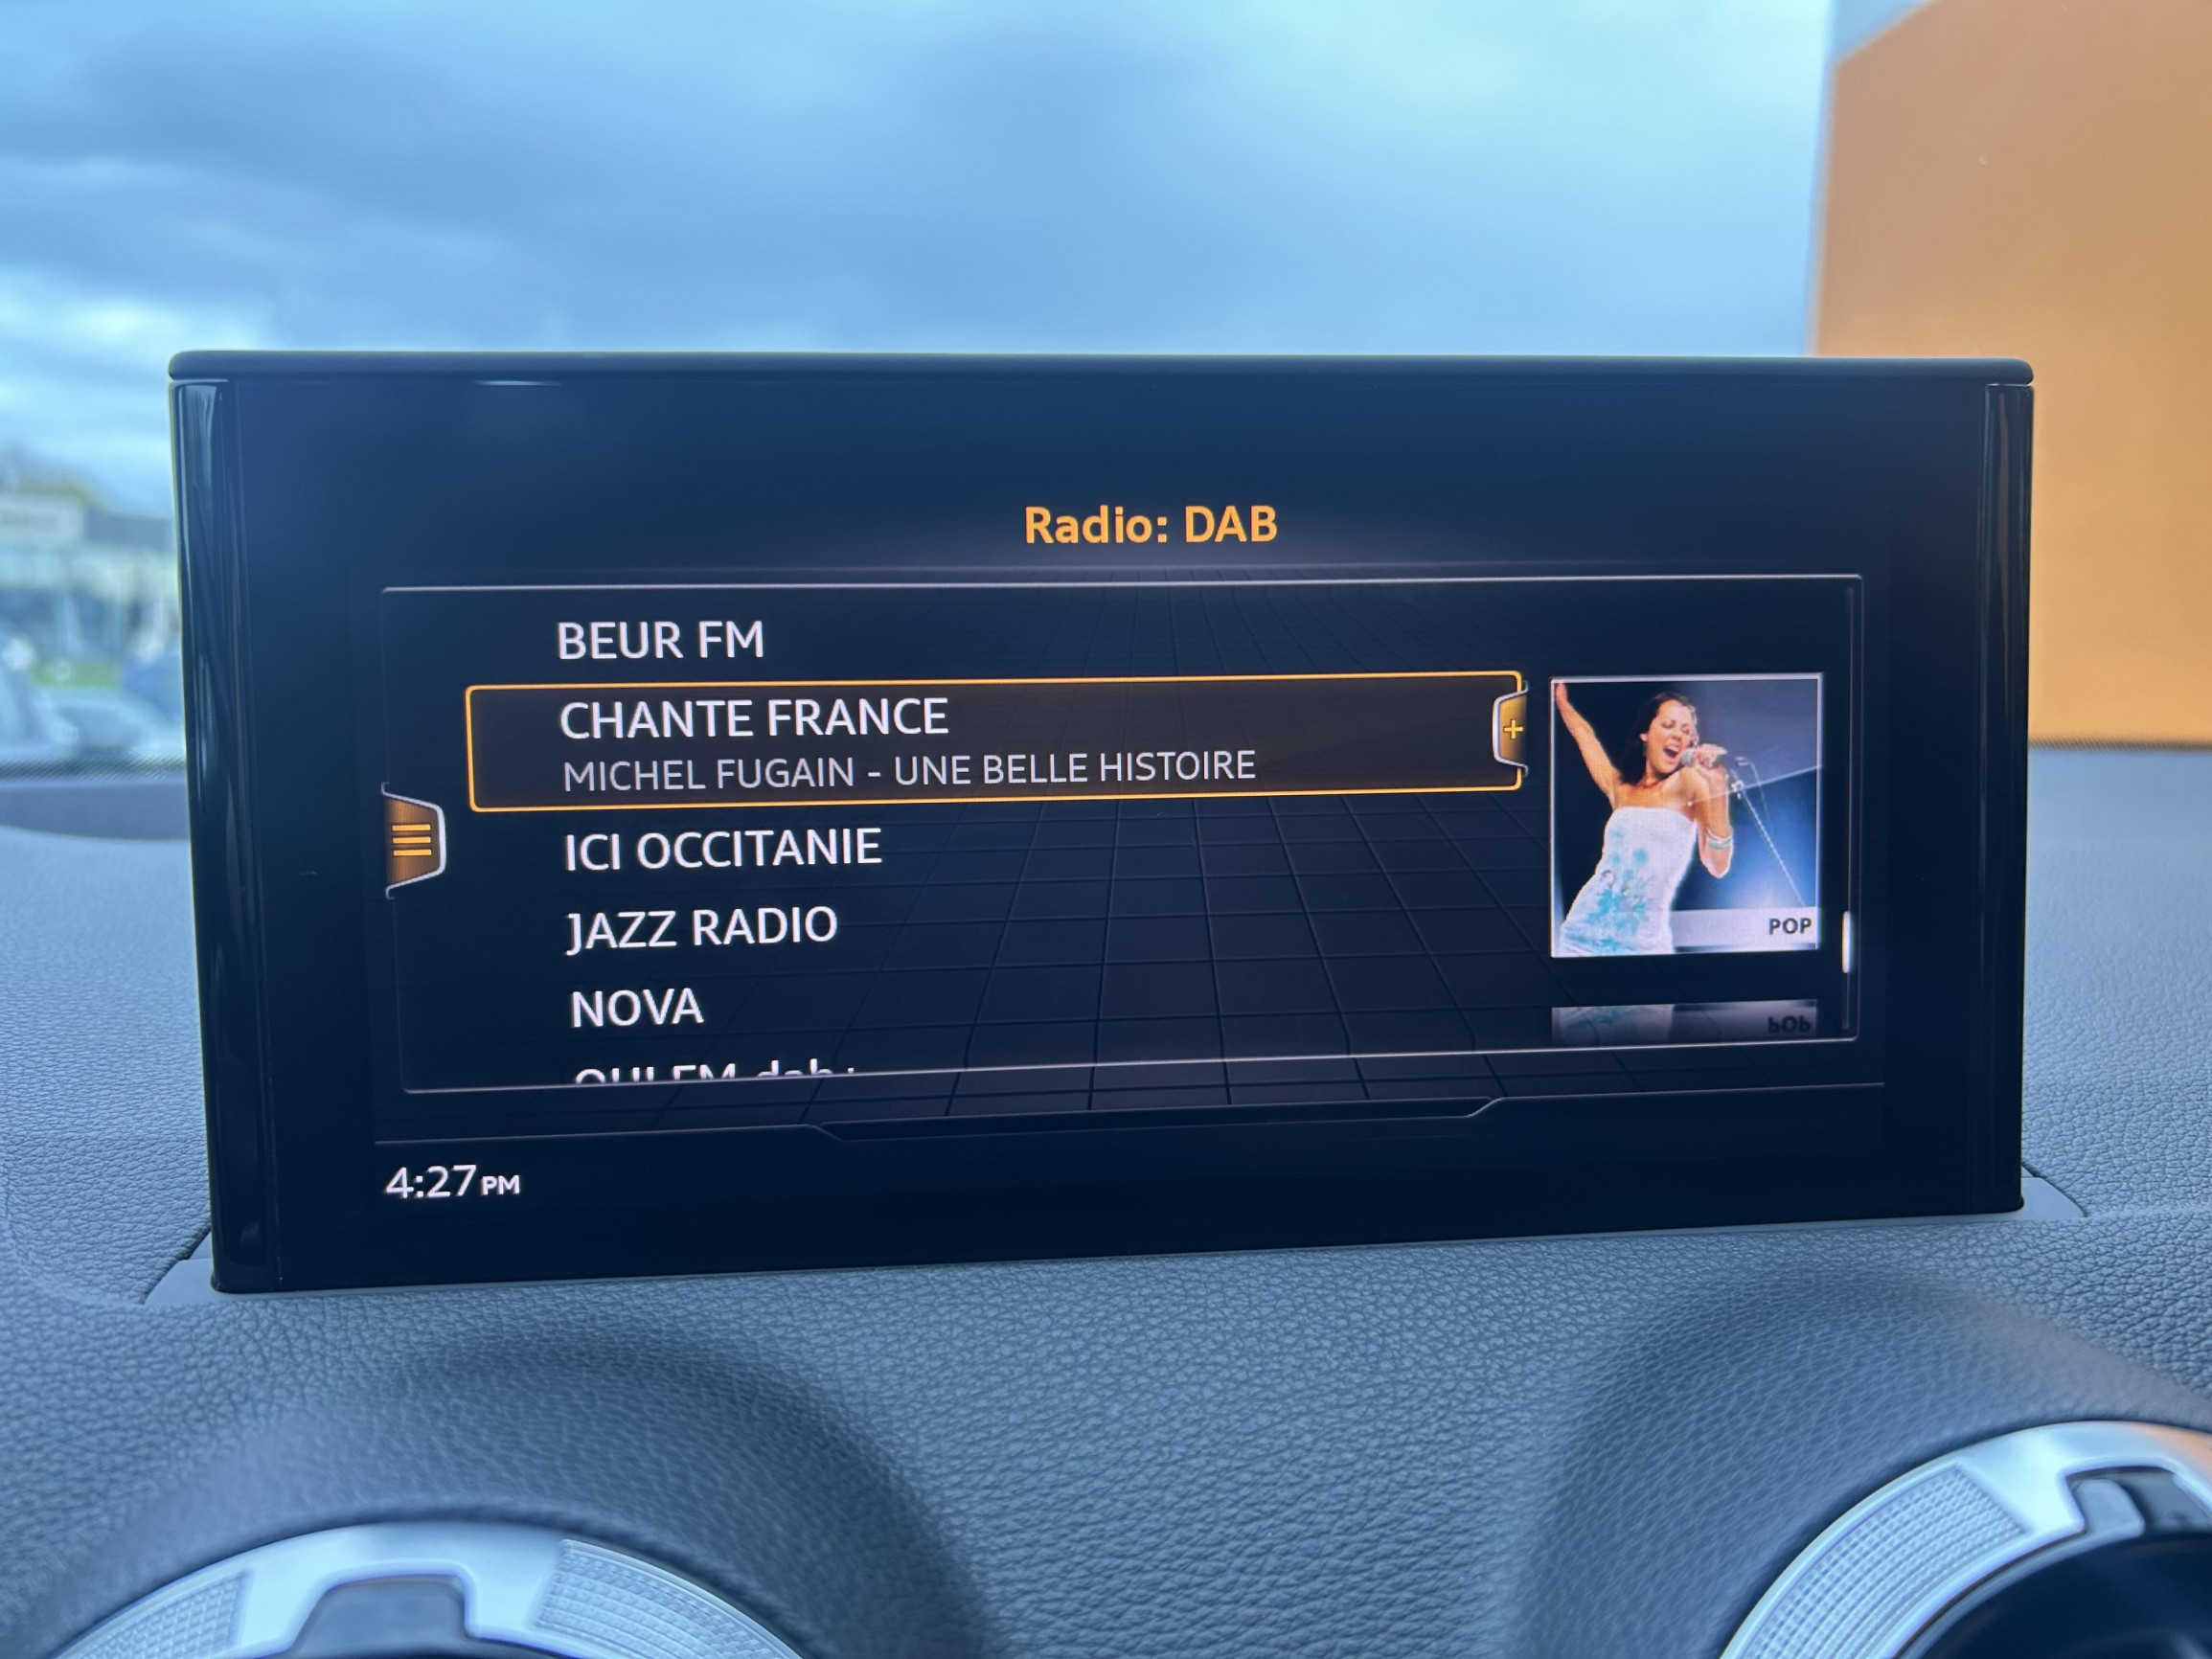 Radio: DAB
BEUR FM
CHANTE FRANCE
MICHEL FUGAIN - UNE BELLE HISTOIRE
ICI OCCITANIE
JAZZ RADIO
POP
NOVA
4:27 PM